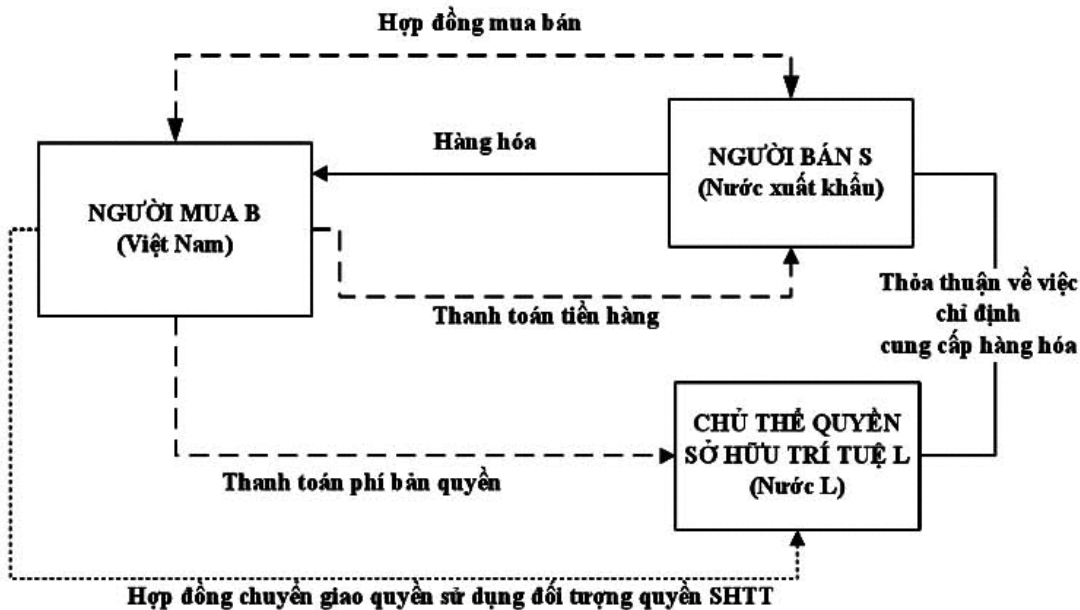 Hợp đồng mua bán
Hàng hóa
NGƯỜI BÁN S
(Nước xuất khẩu)
NGƯỜI MUA B
(Việt Nam)
Thanh toán tiền hàng
Thỏa thuận về việc
chỉ định
cung cấp hàng hóa
CHỦ THỂ QUYỀN
SỞ HỮU TRÍ TUỆ L
(Nước L)
Thanh toán phí bản quyền
Hợp đồng chuyển giao quyền sử dụng đối tượng quyền SHTT